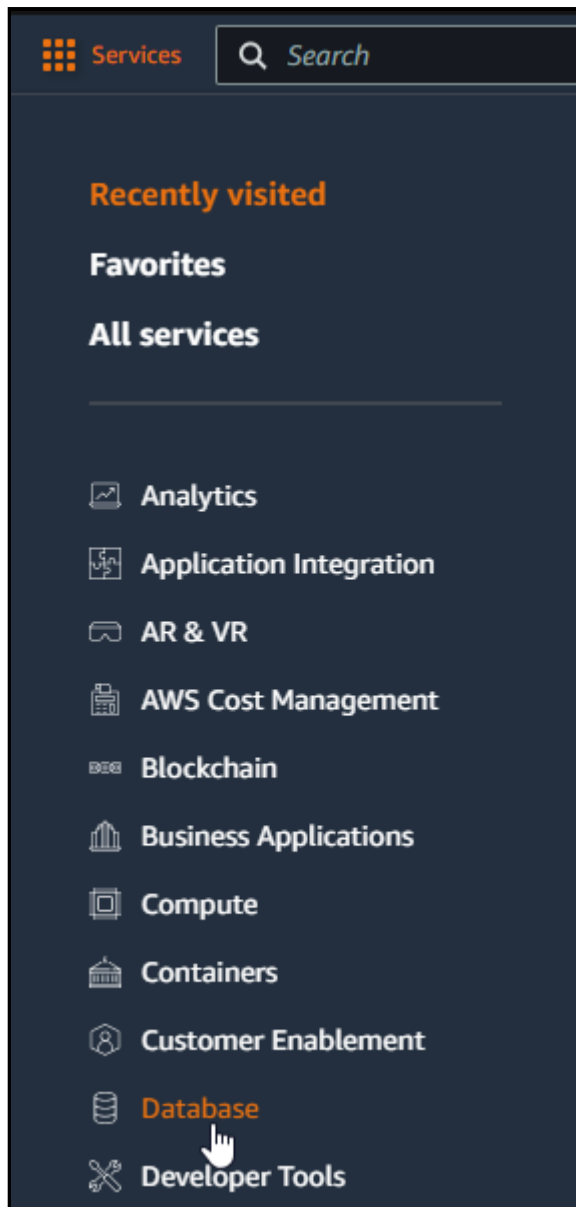 Services
Search
Recently visited
Favorites
All services
Analytics
Application Integration
AR & VR
AWS Cost Management
Blockchain
Business Applications
Compute
Containers
Customer Enablement
Database
Developer Tools